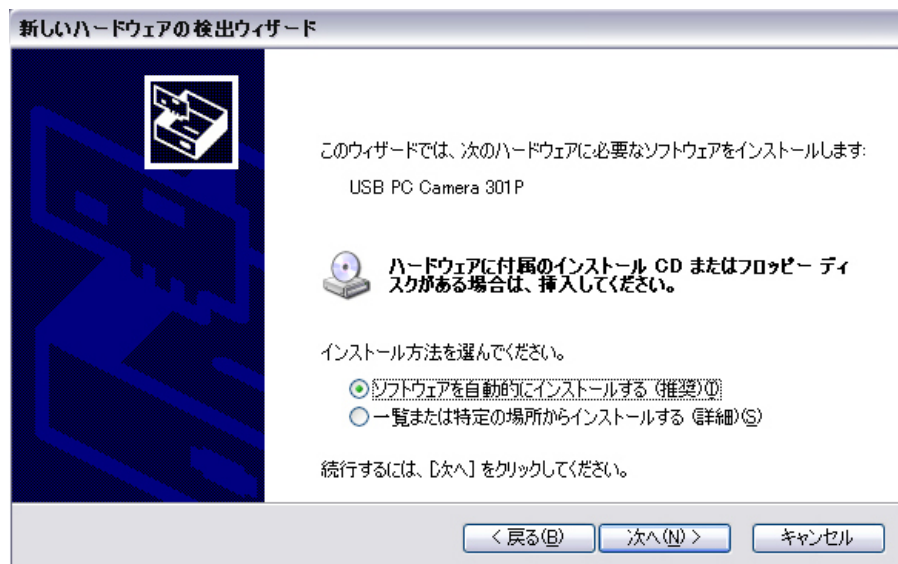 新しいハードウェアの検出ウィザード
このウィザードでは、次のハードウェアに必要なソフトウェアをインストールします:
USB PC Camera 301P
ハードウェアに付属のインストール CD またはフロッピー ディ
スクがある場合は、挿入してください。
インストール方法を選んでください。
ソフトウェアを自動的にインストールする (推奨)(I)
一覧または特定の場所からインストールする (詳細)(S)
続行するには、[次へ] をクリックしてください。
< 戻る(B)
次へ(N) >
キャンセル